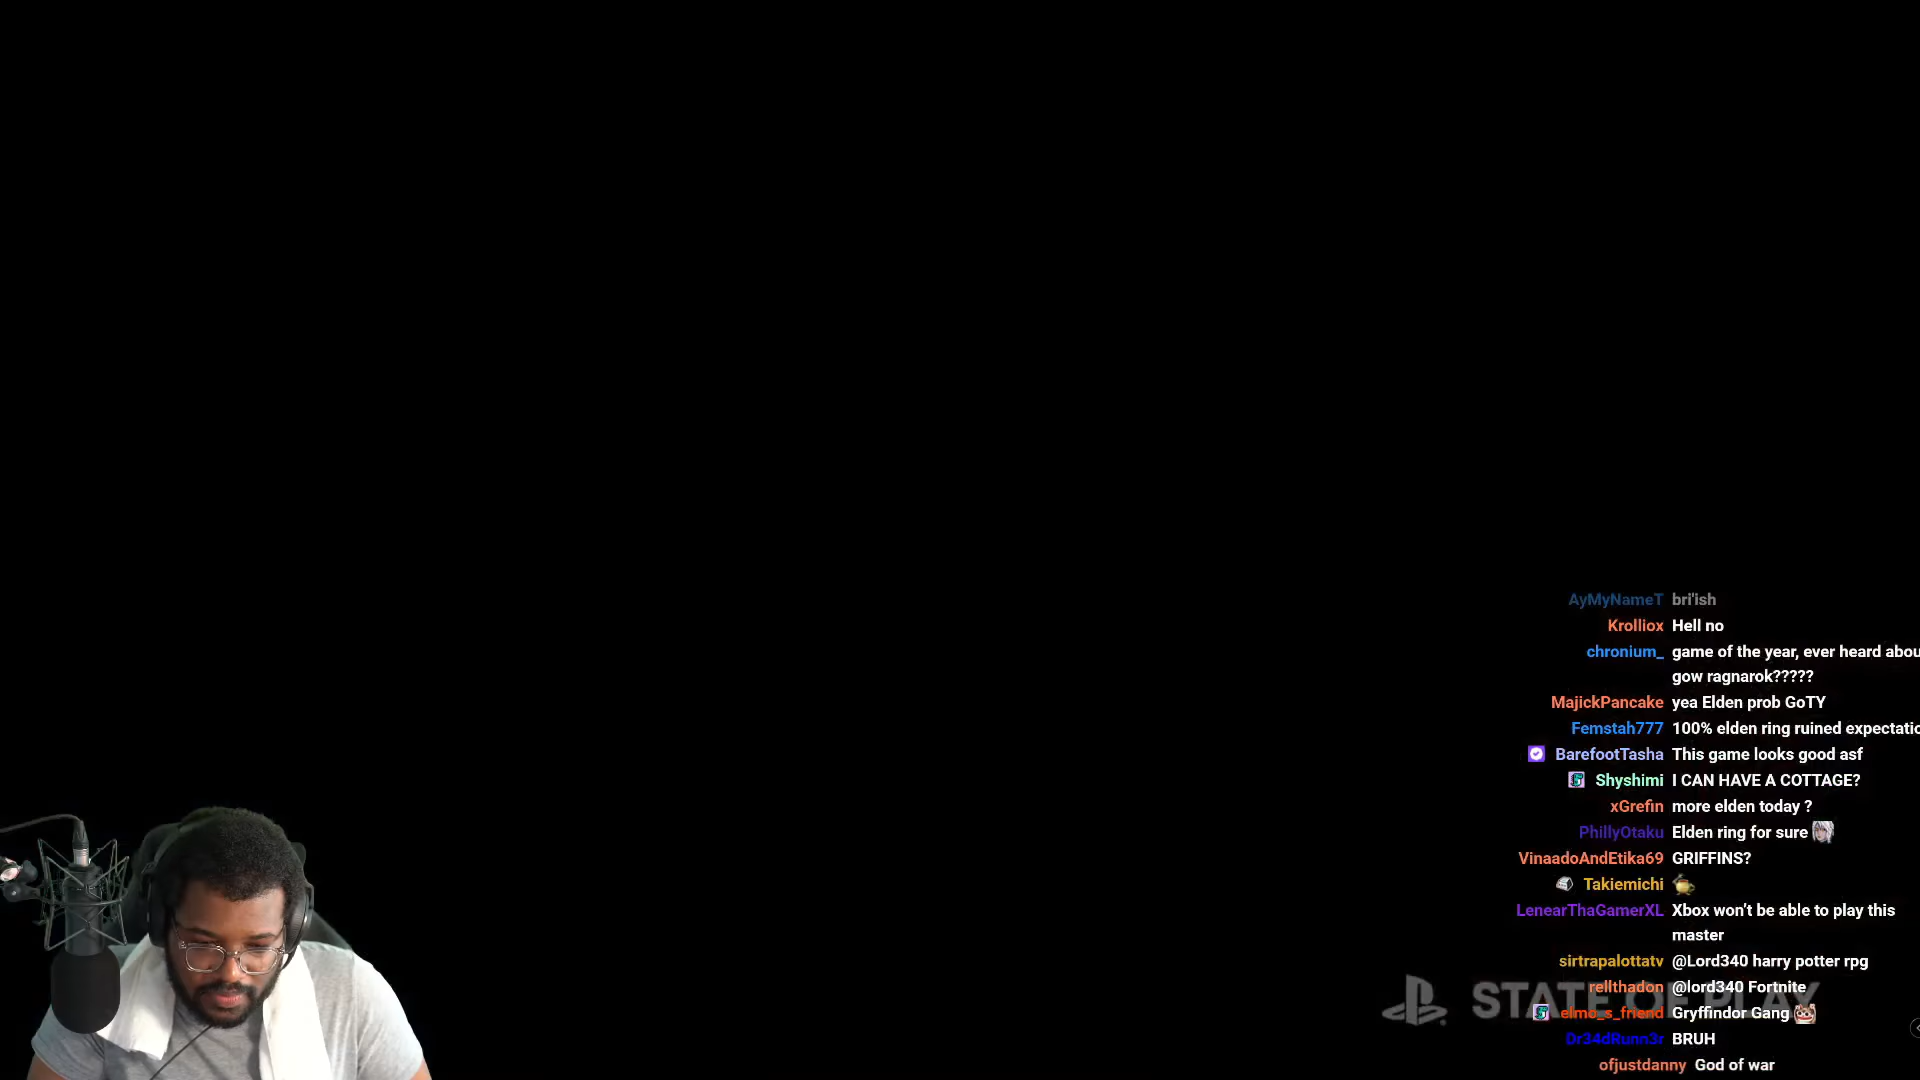 AyMyNameT bri'ish
Krolliox Hell no
chronium_ game of the year, ever heard abou
gow ragnarok?????
MajickPancake yea Elden prob GoTY
Femstah777 100% elden ring ruined expectatio
BarefootTasha This game looks good asf
Shyshimi I CAN HAVE A COTTAGE?
xGrefin more elden today ?
PhillyOtaku Elden ring for sure
VinaadoAndEtika69 GRIFFINS?
Takiemichi
LenearThaGamerXL Xbox won't be able to play this
master
sirtrapalottatv @Lord340 harry potter rpg
rellthadon @lord340 Fortnite
STATE OF PLAY
elmo_s_friend Gryffindor Gang
Dr34dRunn3r BRUH
ofjustdanny God of war